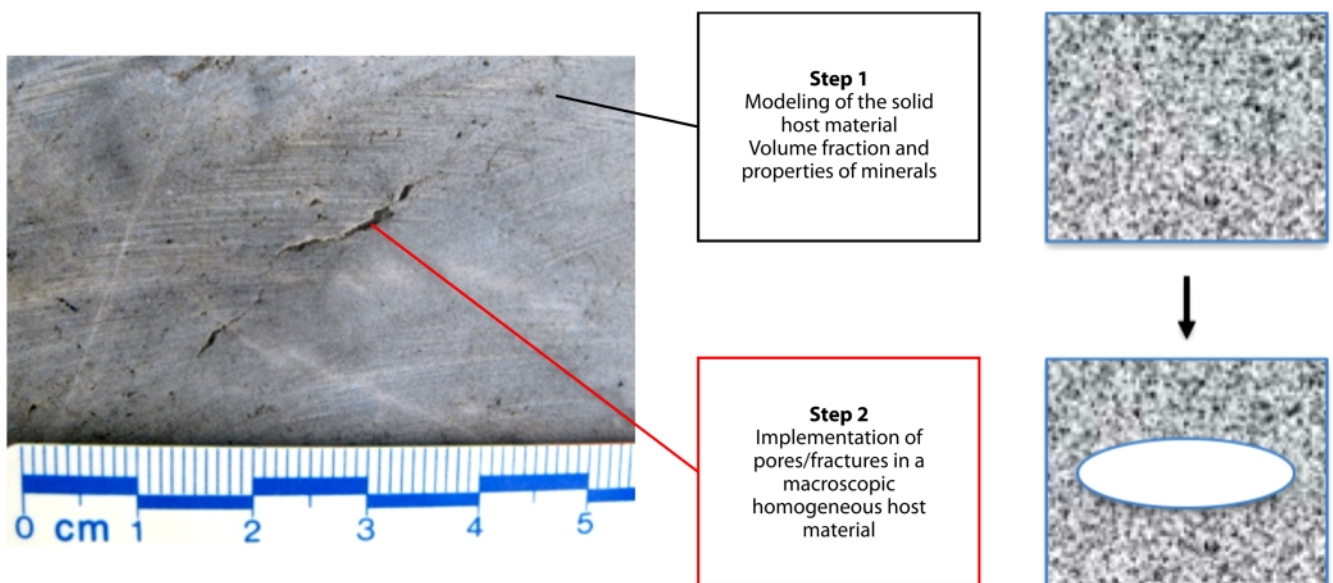 Step 1
Modeling of the solid
host material
Volume fraction and
properties of minerals
Step 2
Implementation of
pores/fractures in a
macroscopic
homogeneous host
material
0 cm 1 2 3 4 5